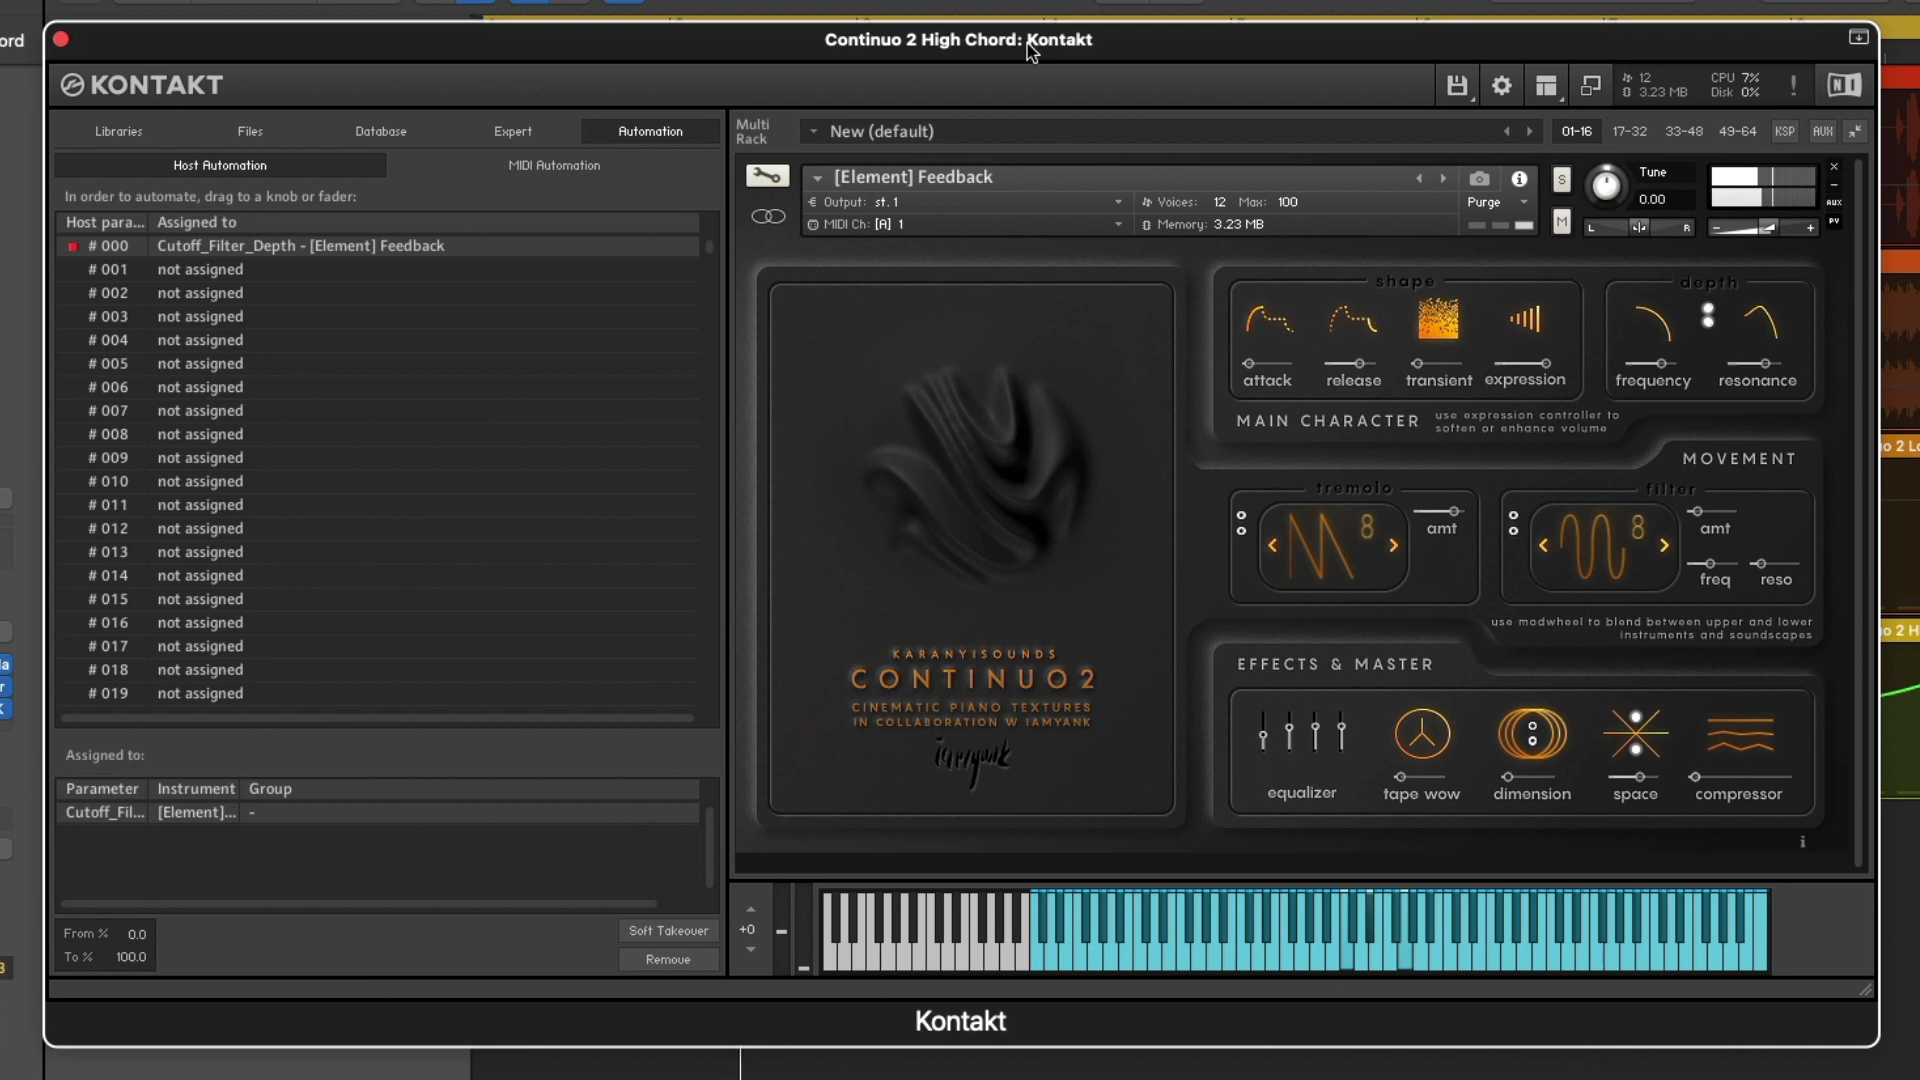 ord
Continuo 2 High Chord: Kontakt
KONTAKT
12
3.23 MB
CPU 7%
Disk 0%
!
NI
Libraries
Files
Database
Expert
Automation
Host Automation
MIDI Automation
In order to automate, drag to a knob or fader:
Host para... Assigned to
# 000 Cutoff_Filter_Depth - [Element] Feedback
# 001 not assigned
# 002 not assigned
# 003 not assigned
# 004 not assigned
# 005 not assigned
# 006 not assigned
# 007 not assigned
# 008 not assigned
# 009 not assigned
# 010 not assigned
# 011 not assigned
# 012 not assigned
# 013 not assigned
# 014 not assigned
# 015 not assigned
# 016 not assigned
# 017 not assigned
# 018 not assigned
# 019 not assigned
Assigned to:
Parameter Instrument Group
Cutoff_Fil... [Element]... -
From % 0.0
To % 100.0
Soft Takeover
Remove
Multi
Rack
New (default)
01-16 17-32 33-48 49-64 KSP AUX
[Element] Feedback
Output: st. 1
Voices: 12 Max: 100
Purge
MIDI Ch: [A] 1
Memory: 3.23 MB
S
M
Tune
0.00
L R
- +
×
-
AUX
PV
KARANYISOUNDS
CONTINUO 2
CINEMATIC PIANO TEXTURES
IN COLLABORATION W IAMYANK
iamyank
shape
attack release transient expression
depth
frequency resonance
MAIN CHARACTER
use expression controller to
soften or enhance volume
MOVEMENT
tremolo
8
amt
filter
8
amt
freq reso
use modwheel to blend between upper and lower
instruments and soundscapes
EFFECTS & MASTER
equalizer tape wow dimension space compressor
i
+0
Kontakt
la
r
K
3
o 2 Lo
o 2 H